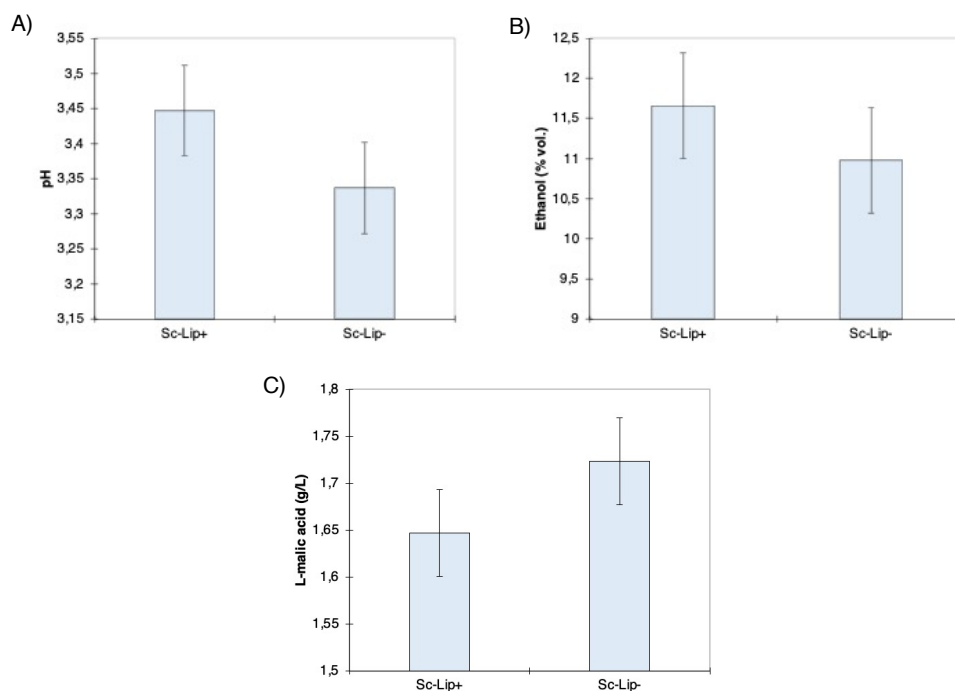 A)
pH
3,55
3,5
3,45
3,4
3,35
3,3
3,25
3,2
3,15
Sc-Lip+ Sc-Lip-
B)
Ethanol (% vol.)
12,5
12
11,5
11
10,5
10
9,5
9
Sc-Lip+ Sc-Lip-
C)
L-malic acid (g/L)
1,8
1,75
1,7
1,65
1,6
1,55
1,5
Sc-Lip+ Sc-Lip-